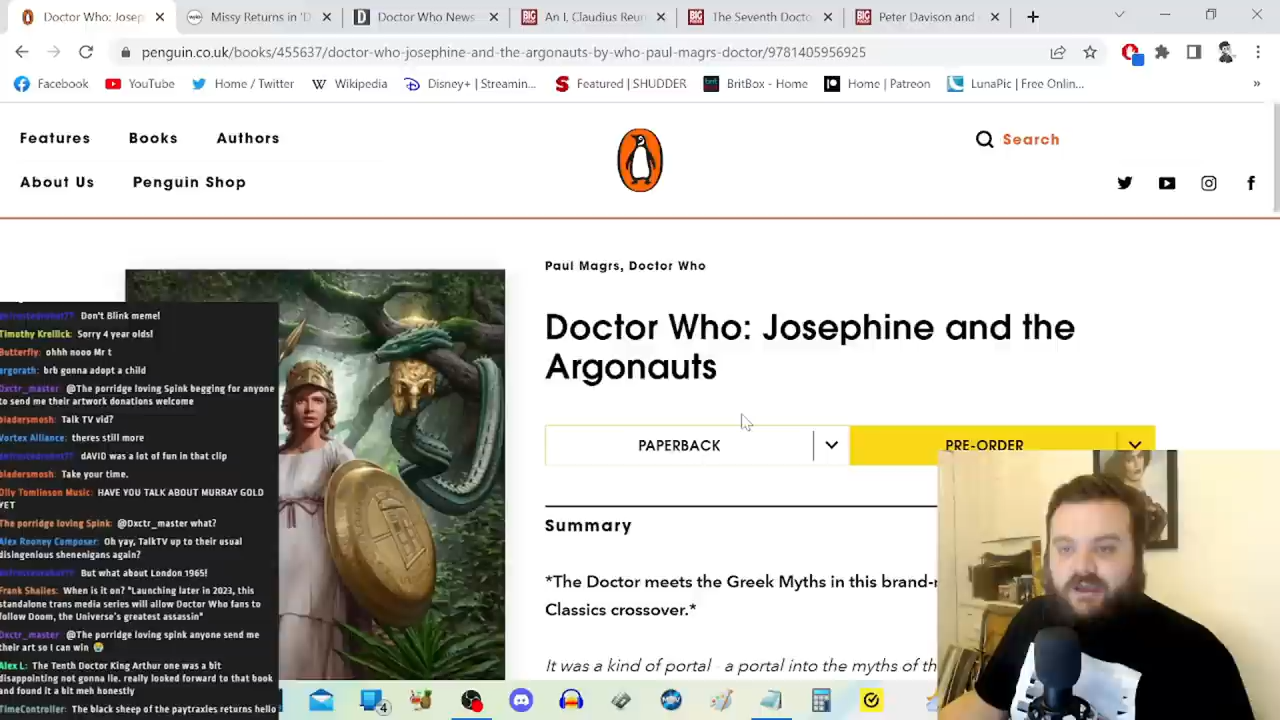 Doctor Who: Josep
Missy Returns in 'D
Doctor Who News
An I, Claudius Reun
The Seventh Docto
Peter Davison and
penguin.co.uk/books/455637/doctor-who-josephine-and-the-argonauts-by-who-paul-magrs-doctor/9781405956925
Facebook
YouTube
Home / Twitter
Wikipedia
Disney+ | Streamin...
Featured | SHUDDER
BritBox - Home
Home | Patreon
LunaPic | Free Onlin...
»
Features
Books
Authors
Search
About Us
Penguin Shop
Paul Magrs, Doctor Who
Doctor Who: Josephine and the
Argonauts
PAPERBACK
PRE-ORDER
Summary
*The Doctor meets the Greek Myths in this brand-n
Classics crossover.*
It was a kind of portal - a portal into the myths of th
Don't Blink meme!
Timothy Krellick: Sorry 4 year olds!
Butterfly: ohhh nooo Mr t
argorath: brb gonna adopt a child
Dxctr_master @The porridge loving Spink begging for anyone
to send me their artwork donations welcome
bladersmosh: Talk TV vid?
Vortex Alliance: theres still more
dAVID was a lot of fun in that clip
bladersmosh: Take your time.
Olly Tomlinson Music: HAVE YOU TALK ABOUT MURRAY GOLD
YET
The porridge loving Spink: @Dxctr_master what?
Alex Rooney Composer: Oh yay, TalkTV up to their usual
disingenious shenenigans again?
But what about London 1965!
Frank Shailes: When is it on? "Launching later in 2023, this
standalone trans media series will allow Doctor Who fans to
follow Doom, the Universe's greatest assassin"
Dxctr_master @The porridge loving spink anyone send me
their art so i can win
Alex L: The Tenth Doctor King Arthur one was a bit
disappointing not gonna lie. really looked forward to that book
and found it a bit meh honestly
TimeController: The black sheep of the paytraxles returns hello
4